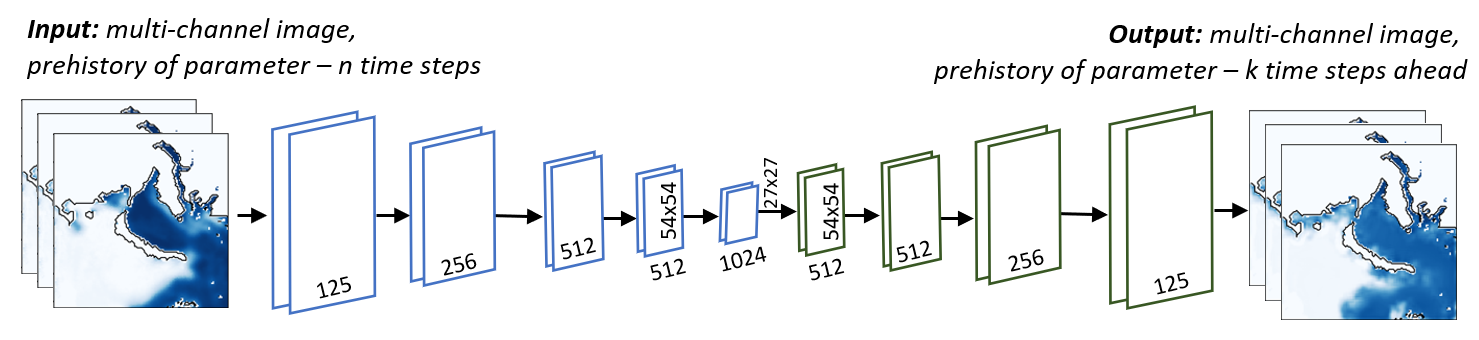 Input: multi-channel image,
prehistory of parameter – n time steps
Output: multi-channel image,
prehistory of parameter – k time steps ahead
125
256
512
54x54
512
1024
27x27
54x54
512
512
256
125